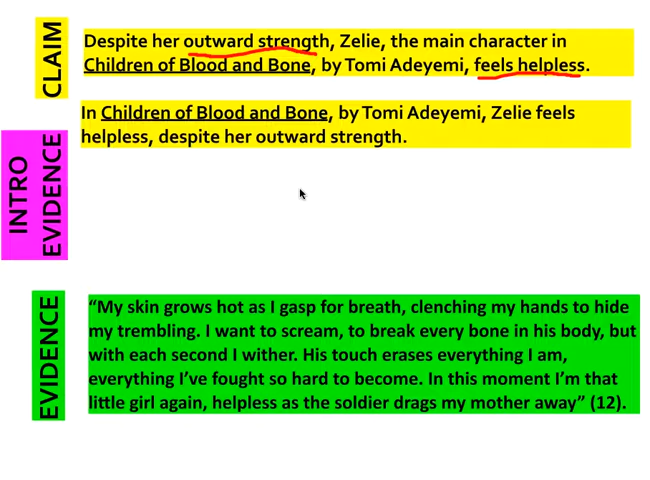 CLAIM
Despite her outward strength, Zelie, the main character in
Children of Blood and Bone, by Tomi Adeyemi, feels helpless.
In Children of Blood and Bone, by Tomi Adeyemi, Zelie feels
helpless, despite her outward strength.
INTRO
EVIDENCE
EVIDENCE
“My skin grows hot as I gasp for breath, clenching my hands to hide
my trembling. I want to scream, to break every bone in his body, but
with each second I wither. His touch erases everything I am,
everything I’ve fought so hard to become. In this moment I’m that
little girl again, helpless as the soldier drags my mother away” (12).